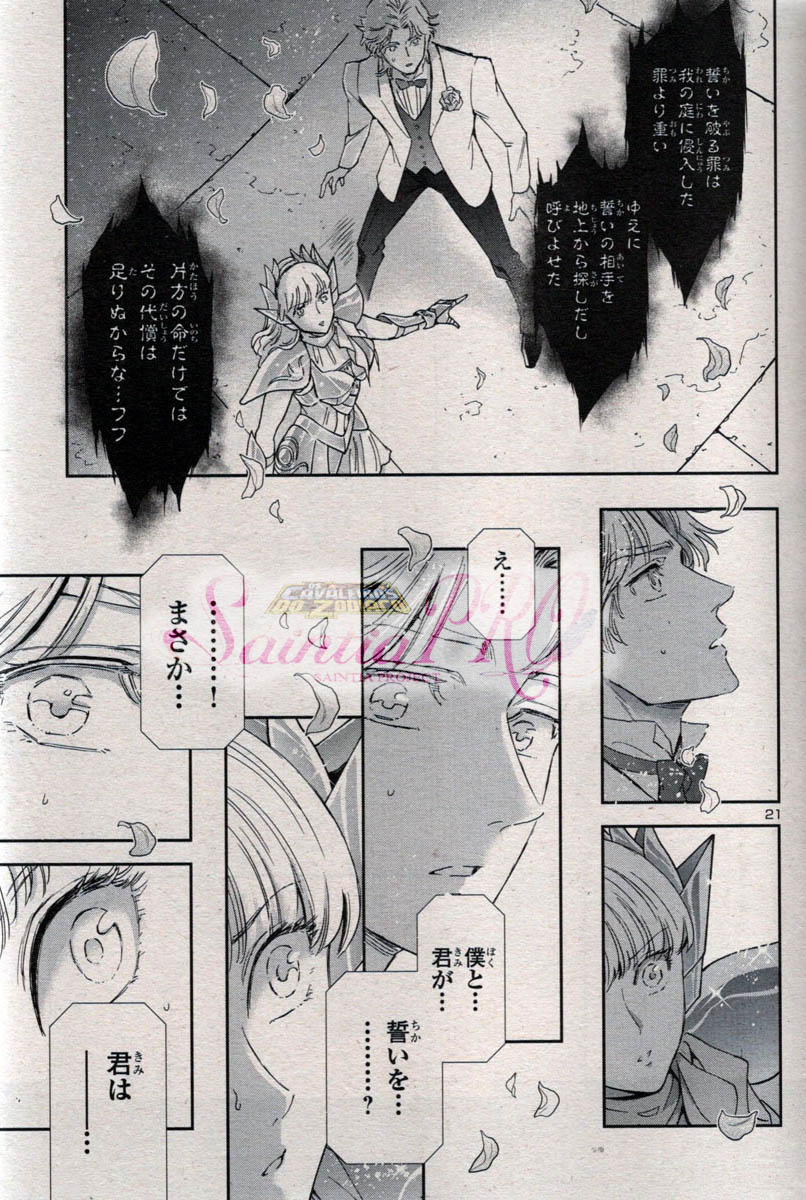 誓いを破る罪は
我の庭に侵入した
罪より重い
ゆえに
誓いの相手を
地上から探しだし
呼びよせた
片方の命だけでは
その代償は
足りぬからな…フフ
え……
…………！
まさか…
21
僕と…
君が…
誓いを…
…………？
君は
――…
OS
CAVALEIROS
DO ZODIACO
SaintiaPRO
SAINTIA PROJECT